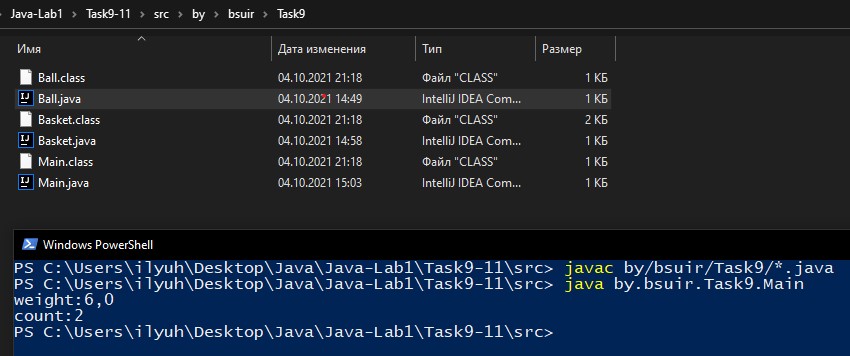 Java-Lab1 > Task9-11 > src > by > bsuir > Task9
Имя Дата изменения Тип Размер
Ball.class 04.10.2021 21:18 Файл "CLASS" 1 КБ
Ball.java 04.10.2021 14:49 IntelliJ IDEA Com... 1 КБ
Basket.class 04.10.2021 21:18 Файл "CLASS" 2 КБ
Basket.java 04.10.2021 14:58 IntelliJ IDEA Com... 1 КБ
Main.class 04.10.2021 21:18 Файл "CLASS" 1 КБ
Main.java 04.10.2021 15:03 IntelliJ IDEA Com... 1 КБ
Windows PowerShell
PS C:\Users\ilyuh\Desktop\Java\Java-Lab1\Task9-11\src> javac by/bsuir/Task9/*.java
PS C:\Users\ilyuh\Desktop\Java\Java-Lab1\Task9-11\src> java by.bsuir.Task9.Main
weight:6,0
count:2
PS C:\Users\ilyuh\Desktop\Java\Java-Lab1\Task9-11\src>